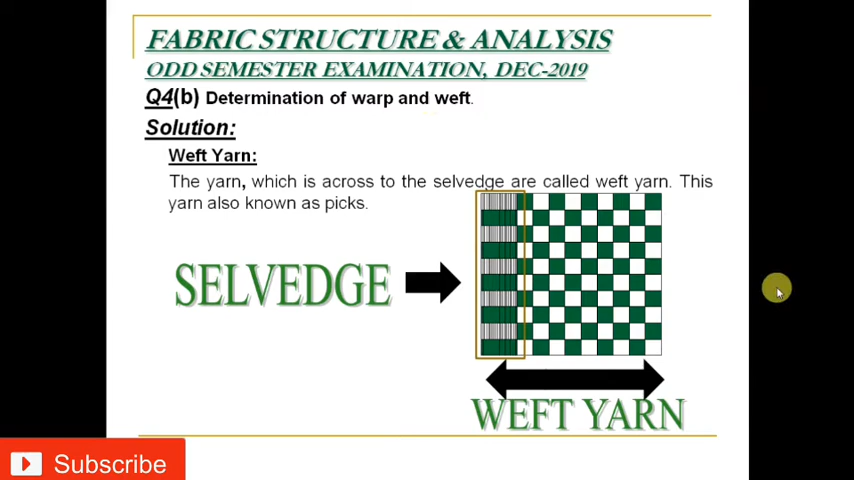 FABRIC STRUCTURE & ANALYSIS
ODD SEMESTER EXAMINATION, DEC-2019
Q4(b) Determination of warp and weft.
Solution:
Weft Yarn:
The yarn, which is across to the selvedge are called weft yarn. This
yarn also known as picks.
SELVEDGE
WEFT YARN
Subscribe